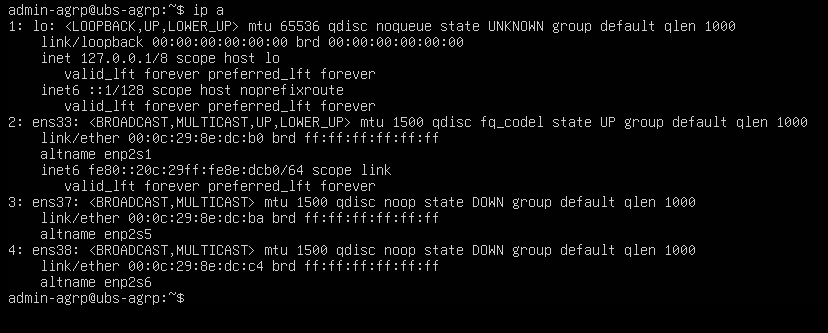 admin-agrp@ubs-agrp:~$ ip a
1: lo: <LOOPBACK,UP,LOWER_UP> mtu 65536 qdisc noqueue state UNKNOWN group default qlen 1000
    link/loopback 00:00:00:00:00:00 brd 00:00:00:00:00:00
    inet 127.0.0.1/8 scope host lo
       valid_lft forever preferred_lft forever
    inet6 ::1/128 scope host noprefixroute
       valid_lft forever preferred_lft forever
2: ens33: <BROADCAST,MULTICAST,UP,LOWER_UP> mtu 1500 qdisc fq_codel state UP group default qlen 1000
    link/ether 00:0c:29:8e:dc:b0 brd ff:ff:ff:ff:ff:ff
    altname enp2s1
    inet6 fe80::20c:29ff:fe8e:dcb0/64 scope link
       valid_lft forever preferred_lft forever
3: ens37: <BROADCAST,MULTICAST> mtu 1500 qdisc noop state DOWN group default qlen 1000
    link/ether 00:0c:29:8e:dc:ba brd ff:ff:ff:ff:ff:ff
    altname enp2s5
4: ens38: <BROADCAST,MULTICAST> mtu 1500 qdisc noop state DOWN group default qlen 1000
    link/ether 00:0c:29:8e:dc:c4 brd ff:ff:ff:ff:ff:ff
    altname enp2s6
admin-agrp@ubs-agrp:~$